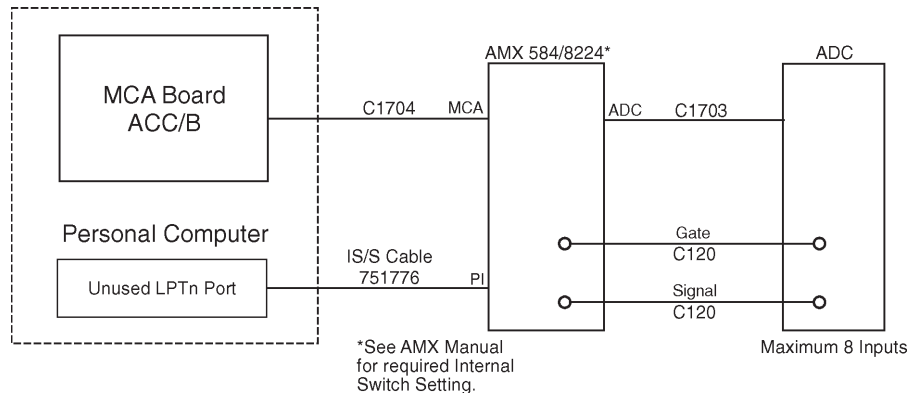 AMX 584/8224*
ADC
MCA Board
ACC/B
C1704
MCA
ADC
C1703
Personal Computer
Gate
C120
IS/S Cable
751776
PI
Unused LPTn Port
Signal
C120
*See AMX Manual
for required Internal
Switch Setting.
Maximum 8 Inputs